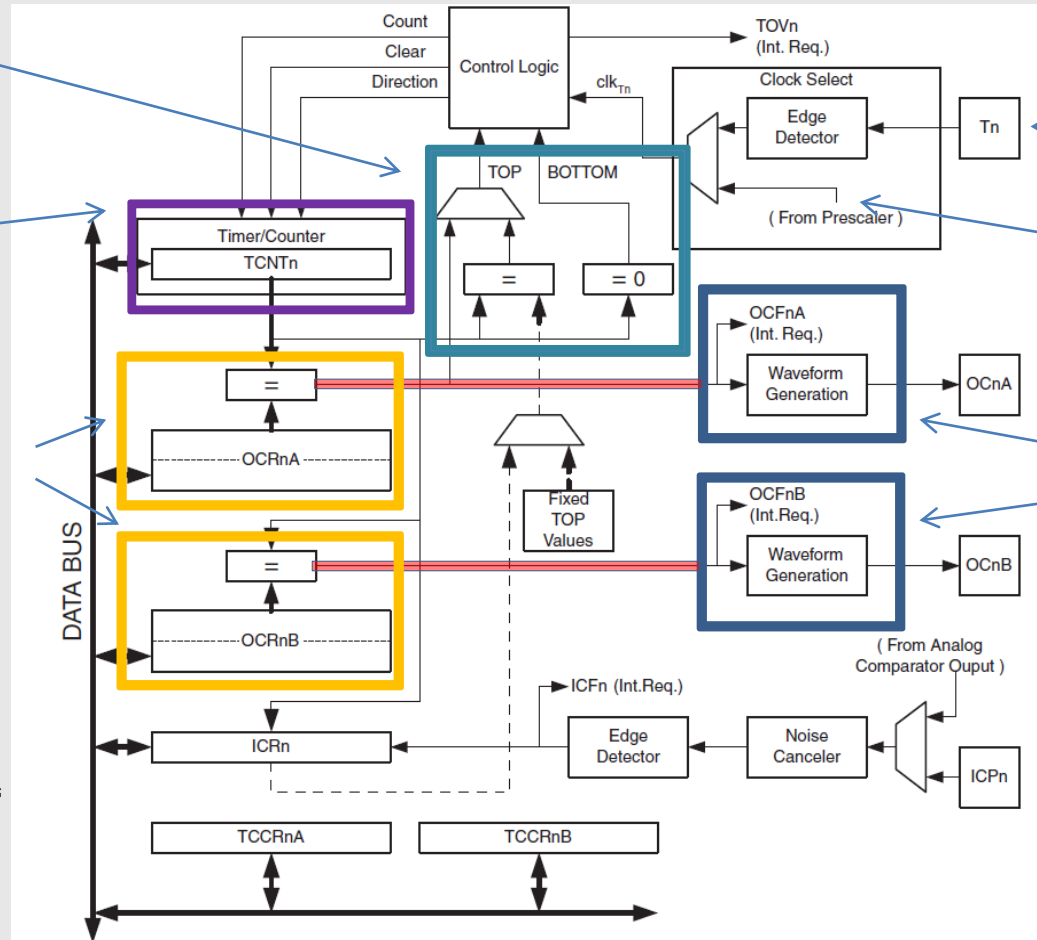 Count
Clear
Direction
Control Logic
TOVn
(Int. Req.)
clkTn
Clock Select
Edge
Detector
Tn
( From Prescaler )
TOP
BOTTOM
=
= 0
Timer/Counter
TCNTn
=
OCRnA
OCFnA
(Int. Req.)
Waveform
Generation
OCnA
Fixed
TOP
Values
DATA BUS
=
OCRnB
OCFnB
(Int.Req.)
Waveform
Generation
OCnB
( From Analog
Comparator Ouput )
ICFn (Int.Req.)
ICRn
Edge
Detector
Noise
Canceler
ICPn
TCCRnA
TCCRnB